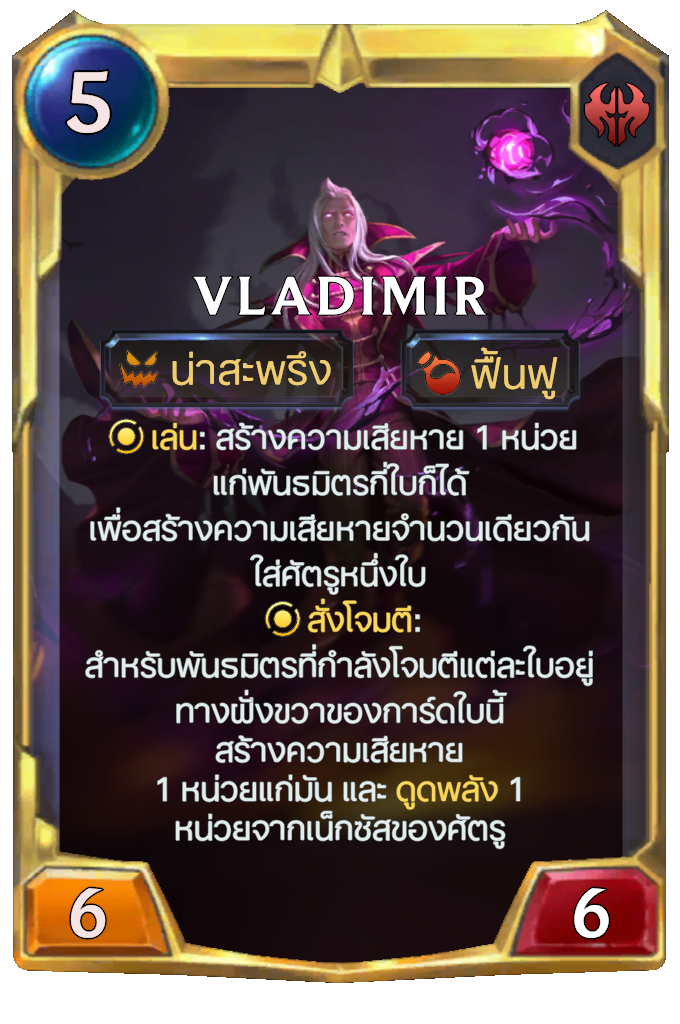 5
VLADIMIR
น่าสะพรึง ฟื้นฟู
เล่น: สร้างความเสียหาย 1 หน่วย
แก่พันธมิตรกี่ใบก็ได้
เพื่อสร้างความเสียหายจำนวนเดียวกัน
ใส่ศัตรูหนึ่งใบ
สั่งโจมตี:
สำหรับพันธมิตรที่กำลังโจมตีแต่ละใบอยู่
ทางฝั่งขวาของการ์ดใบนี้
สร้างความเสียหาย
1 หน่วยแก่มัน และ ดูดพลัง 1
หน่วยจากเน็กซัสของศัตรู
6 6